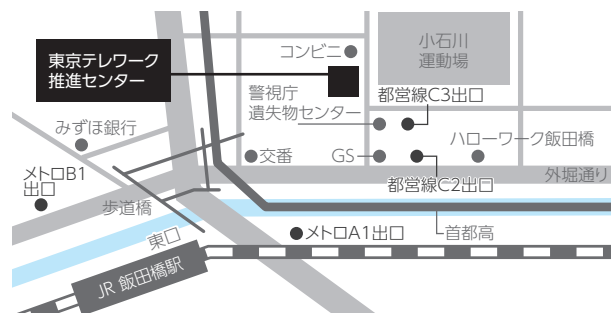 東京テレワーク
推進センター
コンビニ
小石川
運動場
警視庁
遺失物センター
都営線C3出口
みずほ銀行
ハローワーク飯田橋
交番
GS
メトロB1
出口
都営線C2出口
外堀通り
歩道橋
東口
メトロA1出口
首都高
JR 飯田橋駅